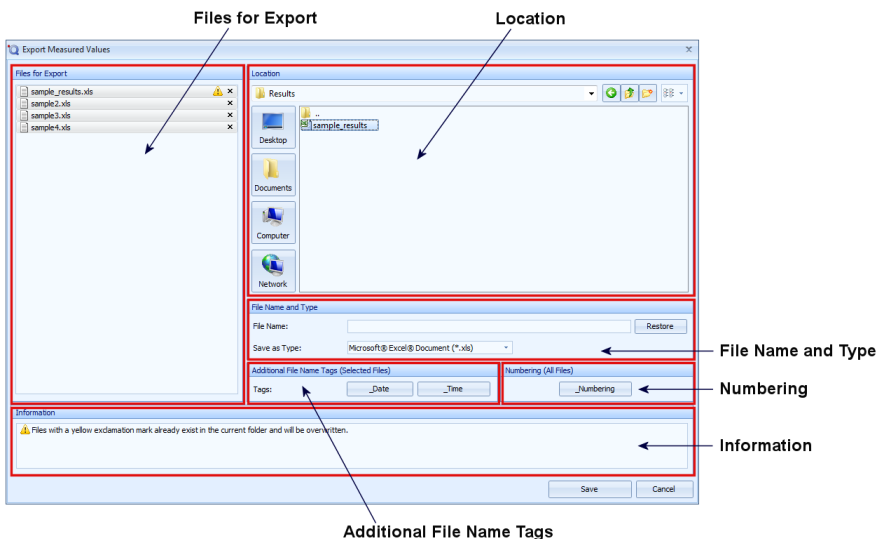 Files for Export
Location
Export Measured Values
Files for Export
sample_results.xls
sample2.xls
sample3.xls
sample4.xls
Location
Results
..
sample_results
Desktop
Documents
Computer
Network
File Name and Type
File Name:
Restore
Save as Type:
Microsoft® Excel® Document (*.xls)
File Name and Type
Additional File Name Tags (Selected Files)
Tags:
_Date
_Time
Numbering (All Files)
_Numbering
Numbering
Information
Files with a yellow exclamation mark already exist in the current folder and will be overwritten.
Information
Save
Cancel
Additional File Name Tags